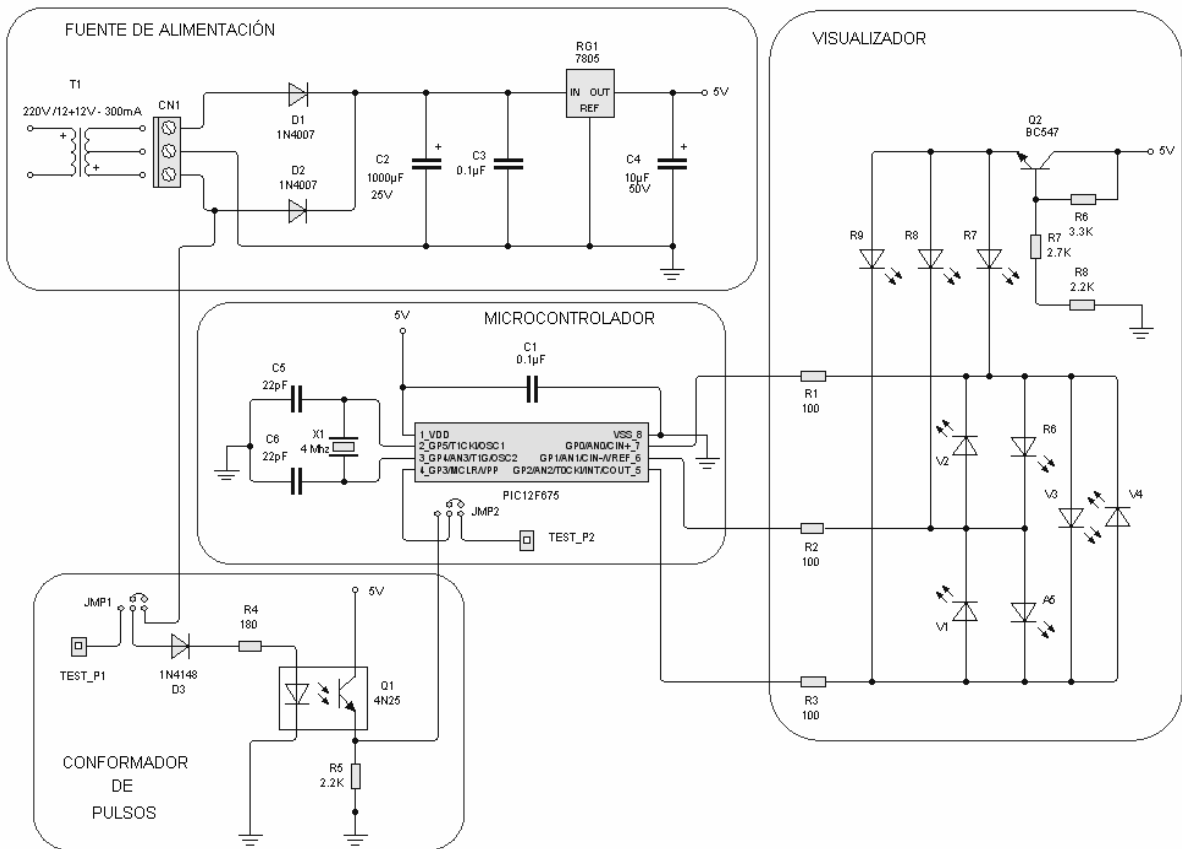 FUENTE DE ALIMENTACIÓN
T1
220V/12+12V - 300mA
CN1
D1
1N4007
D2
1N4007
C2
1000µF
25V
C3
0.1µF
RG1
7805
IN OUT
REF
C4
10µF
50V
5V
VISUALIZADOR
Q2
BC547
5V
R6
3.3K
R7
2.7K
R8
2.2K
R9
R8
R7
R1
100
R2
100
R3
100
V2
R6
V3
V4
V1
A5
MICROCONTROLADOR
5V
C1
0.1µF
C5
22pF
C6
22pF
X1
4 Mhz
1_VDD
2_GP5/T1CKI/OSC1
3_GP4/AN3/T1G/OSC2
4_GP3/MCLR/VPP
VSS_8
GP0/AN0/CIN+_7
GP1/AN1/CIN-/VREF_6
GP2/AN2/T0CKI/INT/COUT_5
PIC12F675
JMP2
TEST_P2
JMP1
TEST_P1
1N4148
D3
R4
180
5V
Q1
4N25
R5
2.2K
CONFORMADOR
DE
PULSOS